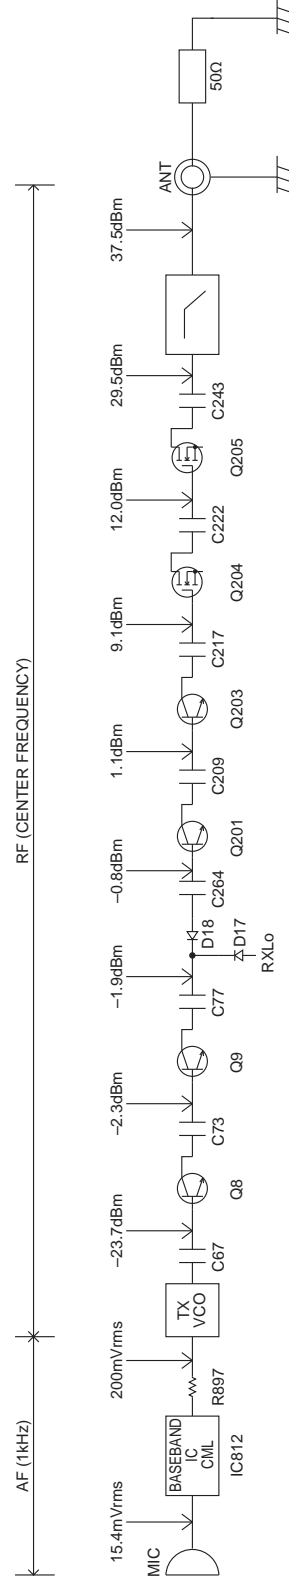 AF (1kHz)
RF (CENTER FREQUENCY)
15.4mVrms
200mVrms
–23.7dBm
–2.3dBm
–1.9dBm
–0.8dBm
1.1dBm
9.1dBm
12.0dBm
29.5dBm
37.5dBm
MIC
BASEBAND
IC
CML
IC812
R897
TX
VCO
C67
Q8
C73
Q9
C77
D18
D17
RXLo
C264
Q201
C209
Q203
C217
Q204
C222
Q205
C243
ANT
50Ω